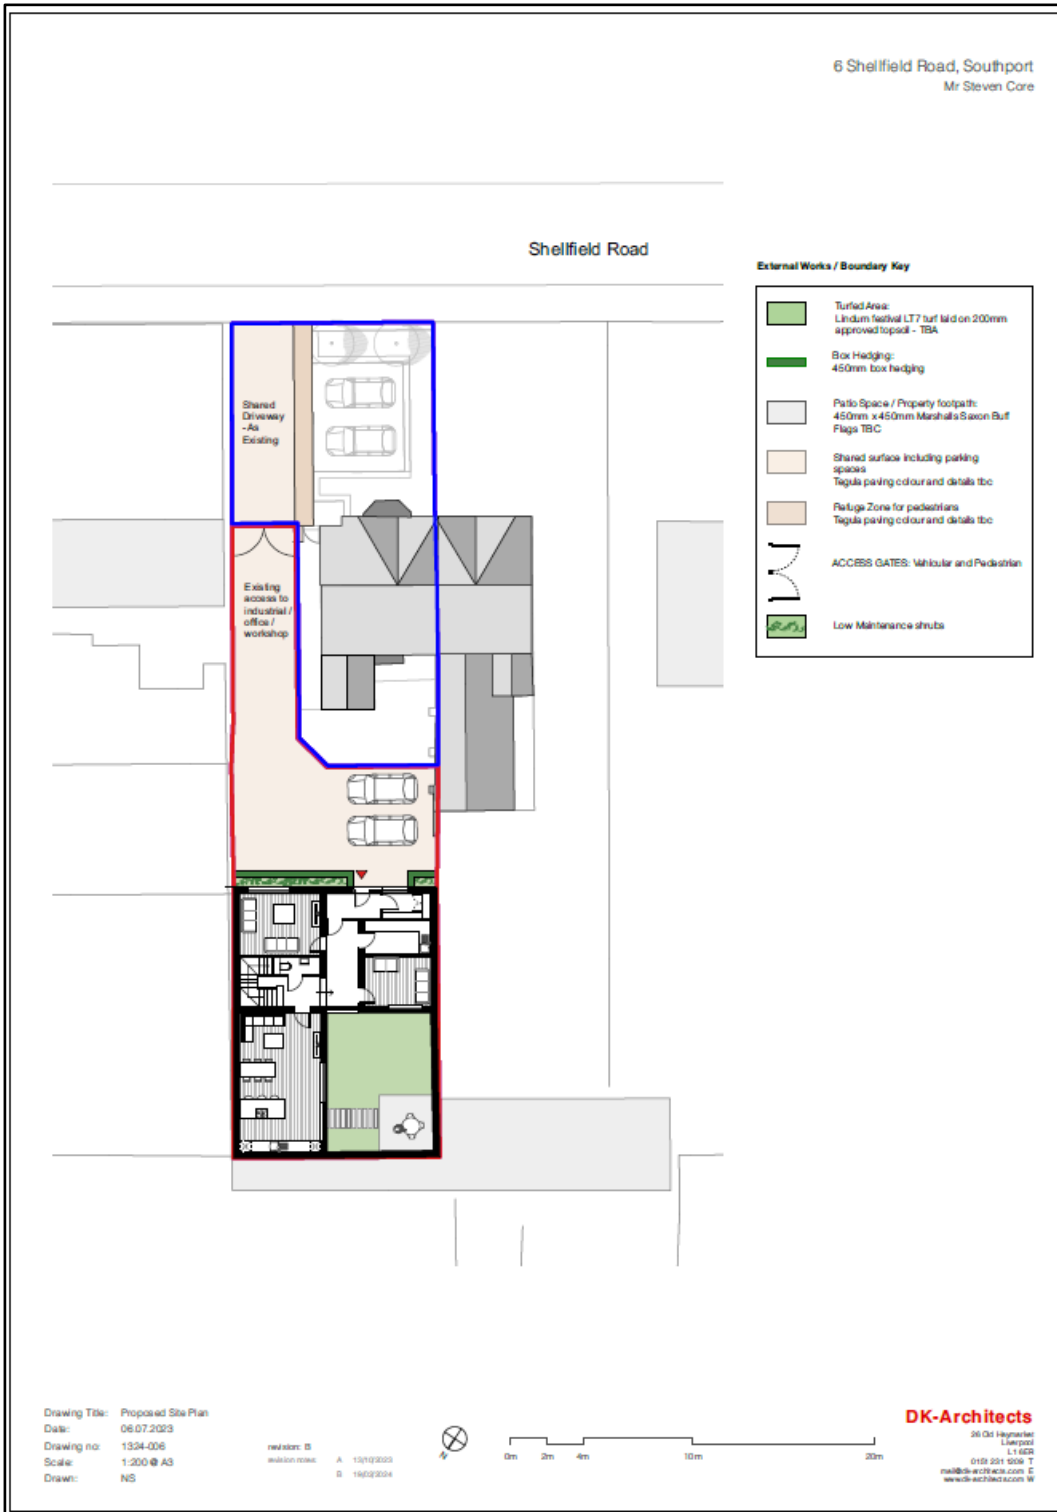 6 Shellfield Road, Southport
Mr Steven Core
Shellfield Road
External Works / Boundary Key
Turfed Area:
Lindum festival LT7 turf laid on 200mm
approved topsoil - TBA
Box Hedging:
450mm box hedging
Patio Space / Property footpath:
450mm x 450mm Marshalls Saxon Buff
Flags TBC
Shared surface including parking
spaces
Tegula paving colour and details tbc
Refuge Zone for pedestrians
Tegula paving colour and details tbc
ACCESS GATES: Vehicular and Pedestrian
Low Maintenance shrubs
Shared
Driveway
- As
Existing
Existing
access to
industrial /
office /
workshop
Drawing Title: Proposed Site Plan
Date: 06.07.2023
Drawing no: 1324-006
Scale: 1:200 @ A3
Drawn: NS
revision: B
revision notes: A 13/10/2023
B 19/02/2024
N
0m 2m 4m 10m 20m
DK-Architects
26 Old Haymarket
Liverpool
L1 6ER
0151 231 1209 T
mail@dk-architects.com E
www.dk-architects.com W